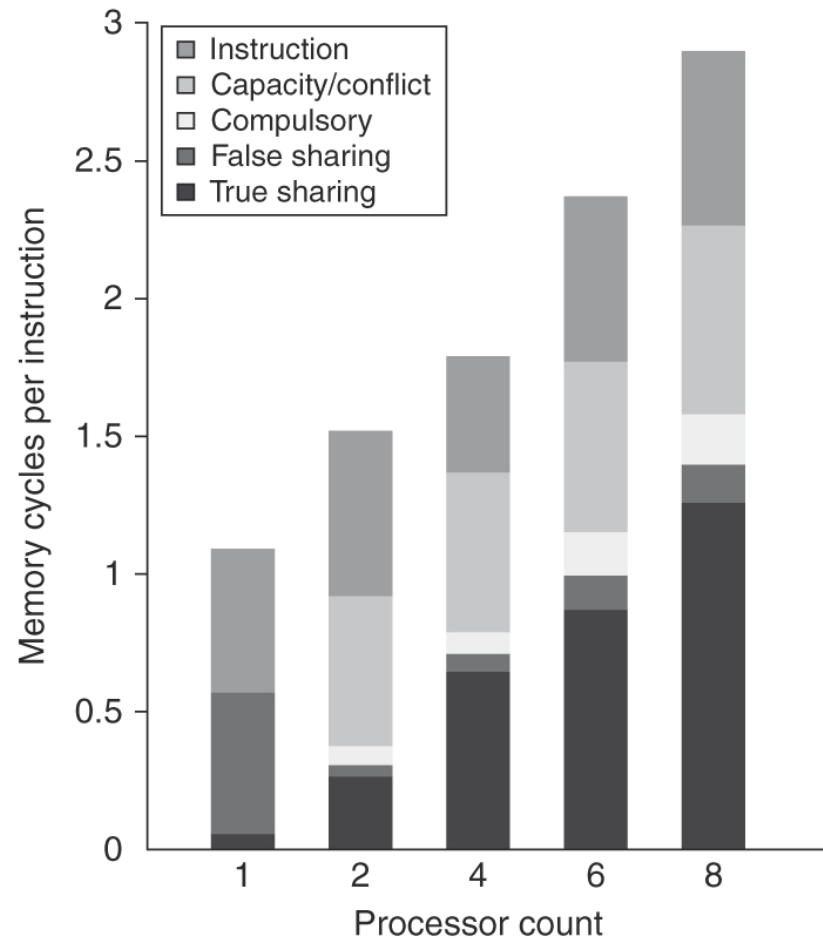 3
Instruction
Capacity/conflict
Compulsory
2.5
False sharing
True sharing
2
Memory cycles per instruction
1.5
1
0.5
0
1 2 4 6 8
Processor count